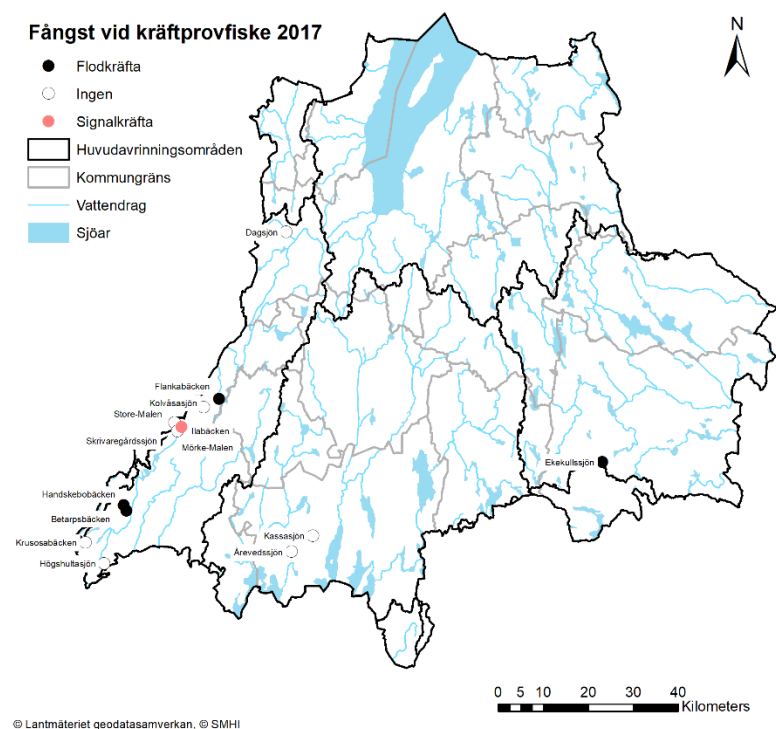 Fångst vid kräftprovfiske 2017
Flodkräfta
Ingen
Signalkräfta
Huvudavrinningsområden
Kommungräns
Vattendrag
Sjöar
N
Dagsjön
Flankabäcken
Kolvåsasjön
Store-Malen
Ilabäcken
Skrivaregårdssjön
Mörke-Malen
Ekekullssjön
Handskebobäcken
Betarpsbäcken
Kassasjön
Krusosabäcken
Årevedssjön
Högshultasjön
0 5 10 20 30 40
Kilometers
© Lantmäteriet geodatasamverkan, © SMHI